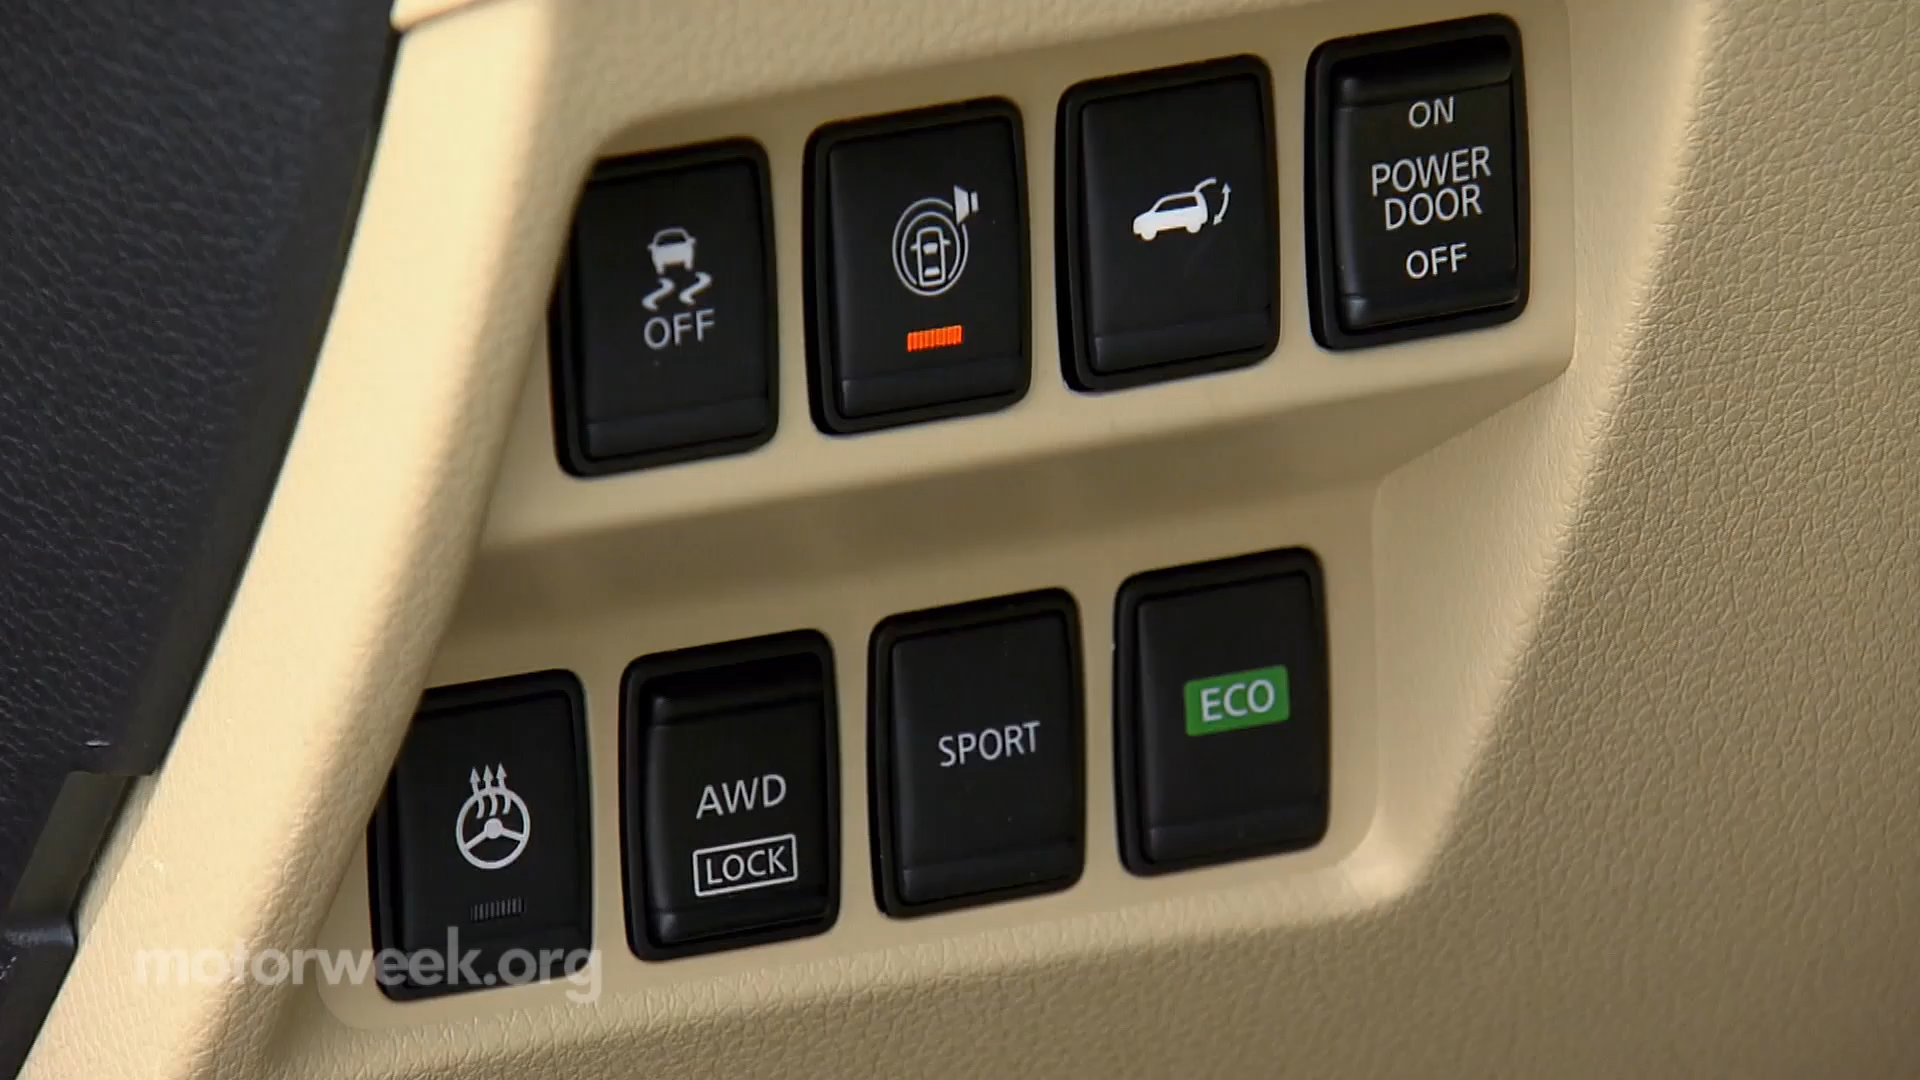 OFF
ON
POWER
DOOR
OFF
AWD
LOCK
SPORT
ECO
motorweek.org